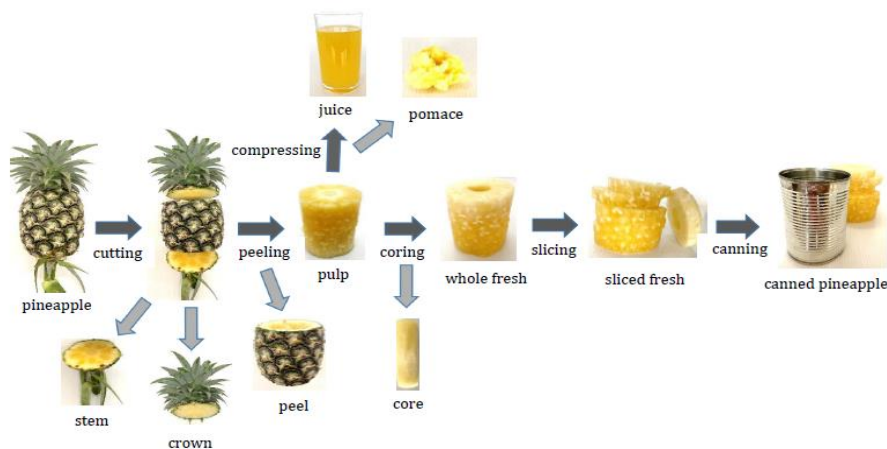 juice
pomace
compressing
cutting
peeling
coring
slicing
canning
pineapple
pulp
whole fresh
sliced fresh
canned pineapple
stem
crown
peel
core